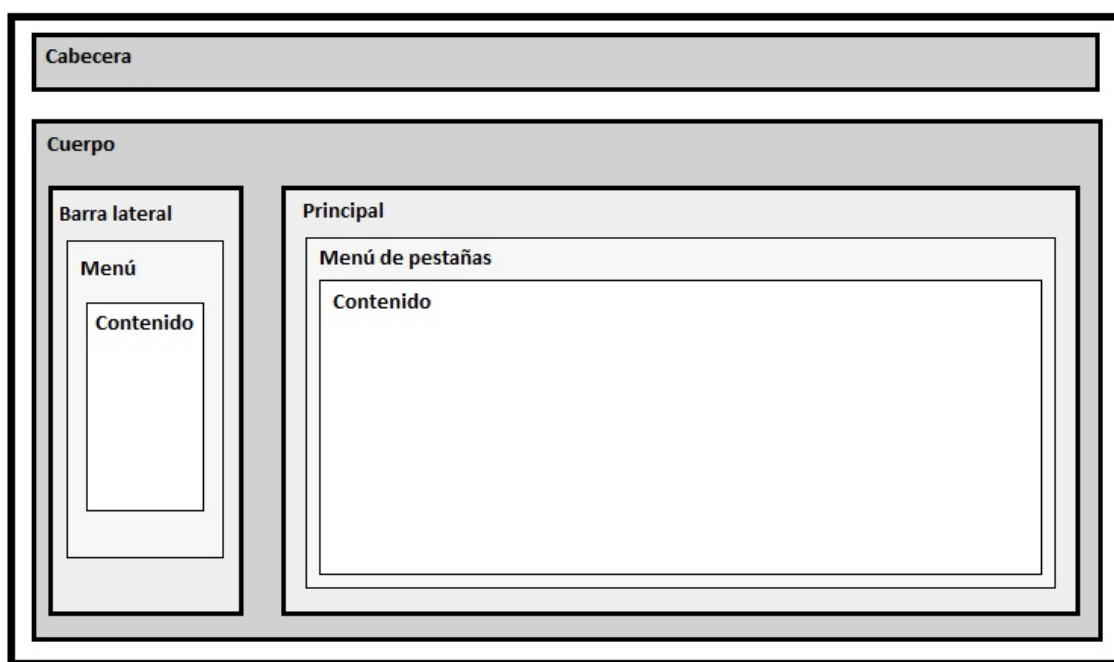 Cabecera
Cuerpo
Barra lateral
Menú
Contenido
Principal
Menú de pestañas
Contenido